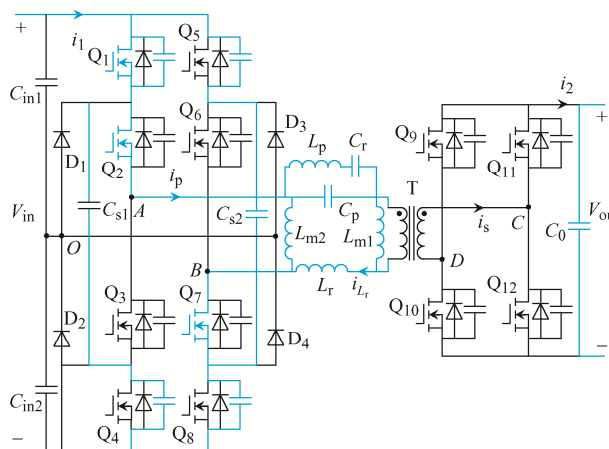 + i1 Q1 Q5 i2
Cin1 Q6 D3 Q9 +
D1 Q2 Lp Cr Q11
ip T
Vin Cs1 A Cs2 Lm2 Cp Lm1 is C C0 Vou
O B D
Q3 Q7 Lr iLr Q10 Q12
D2 D4 −
Cin2 Q4 Q8
−